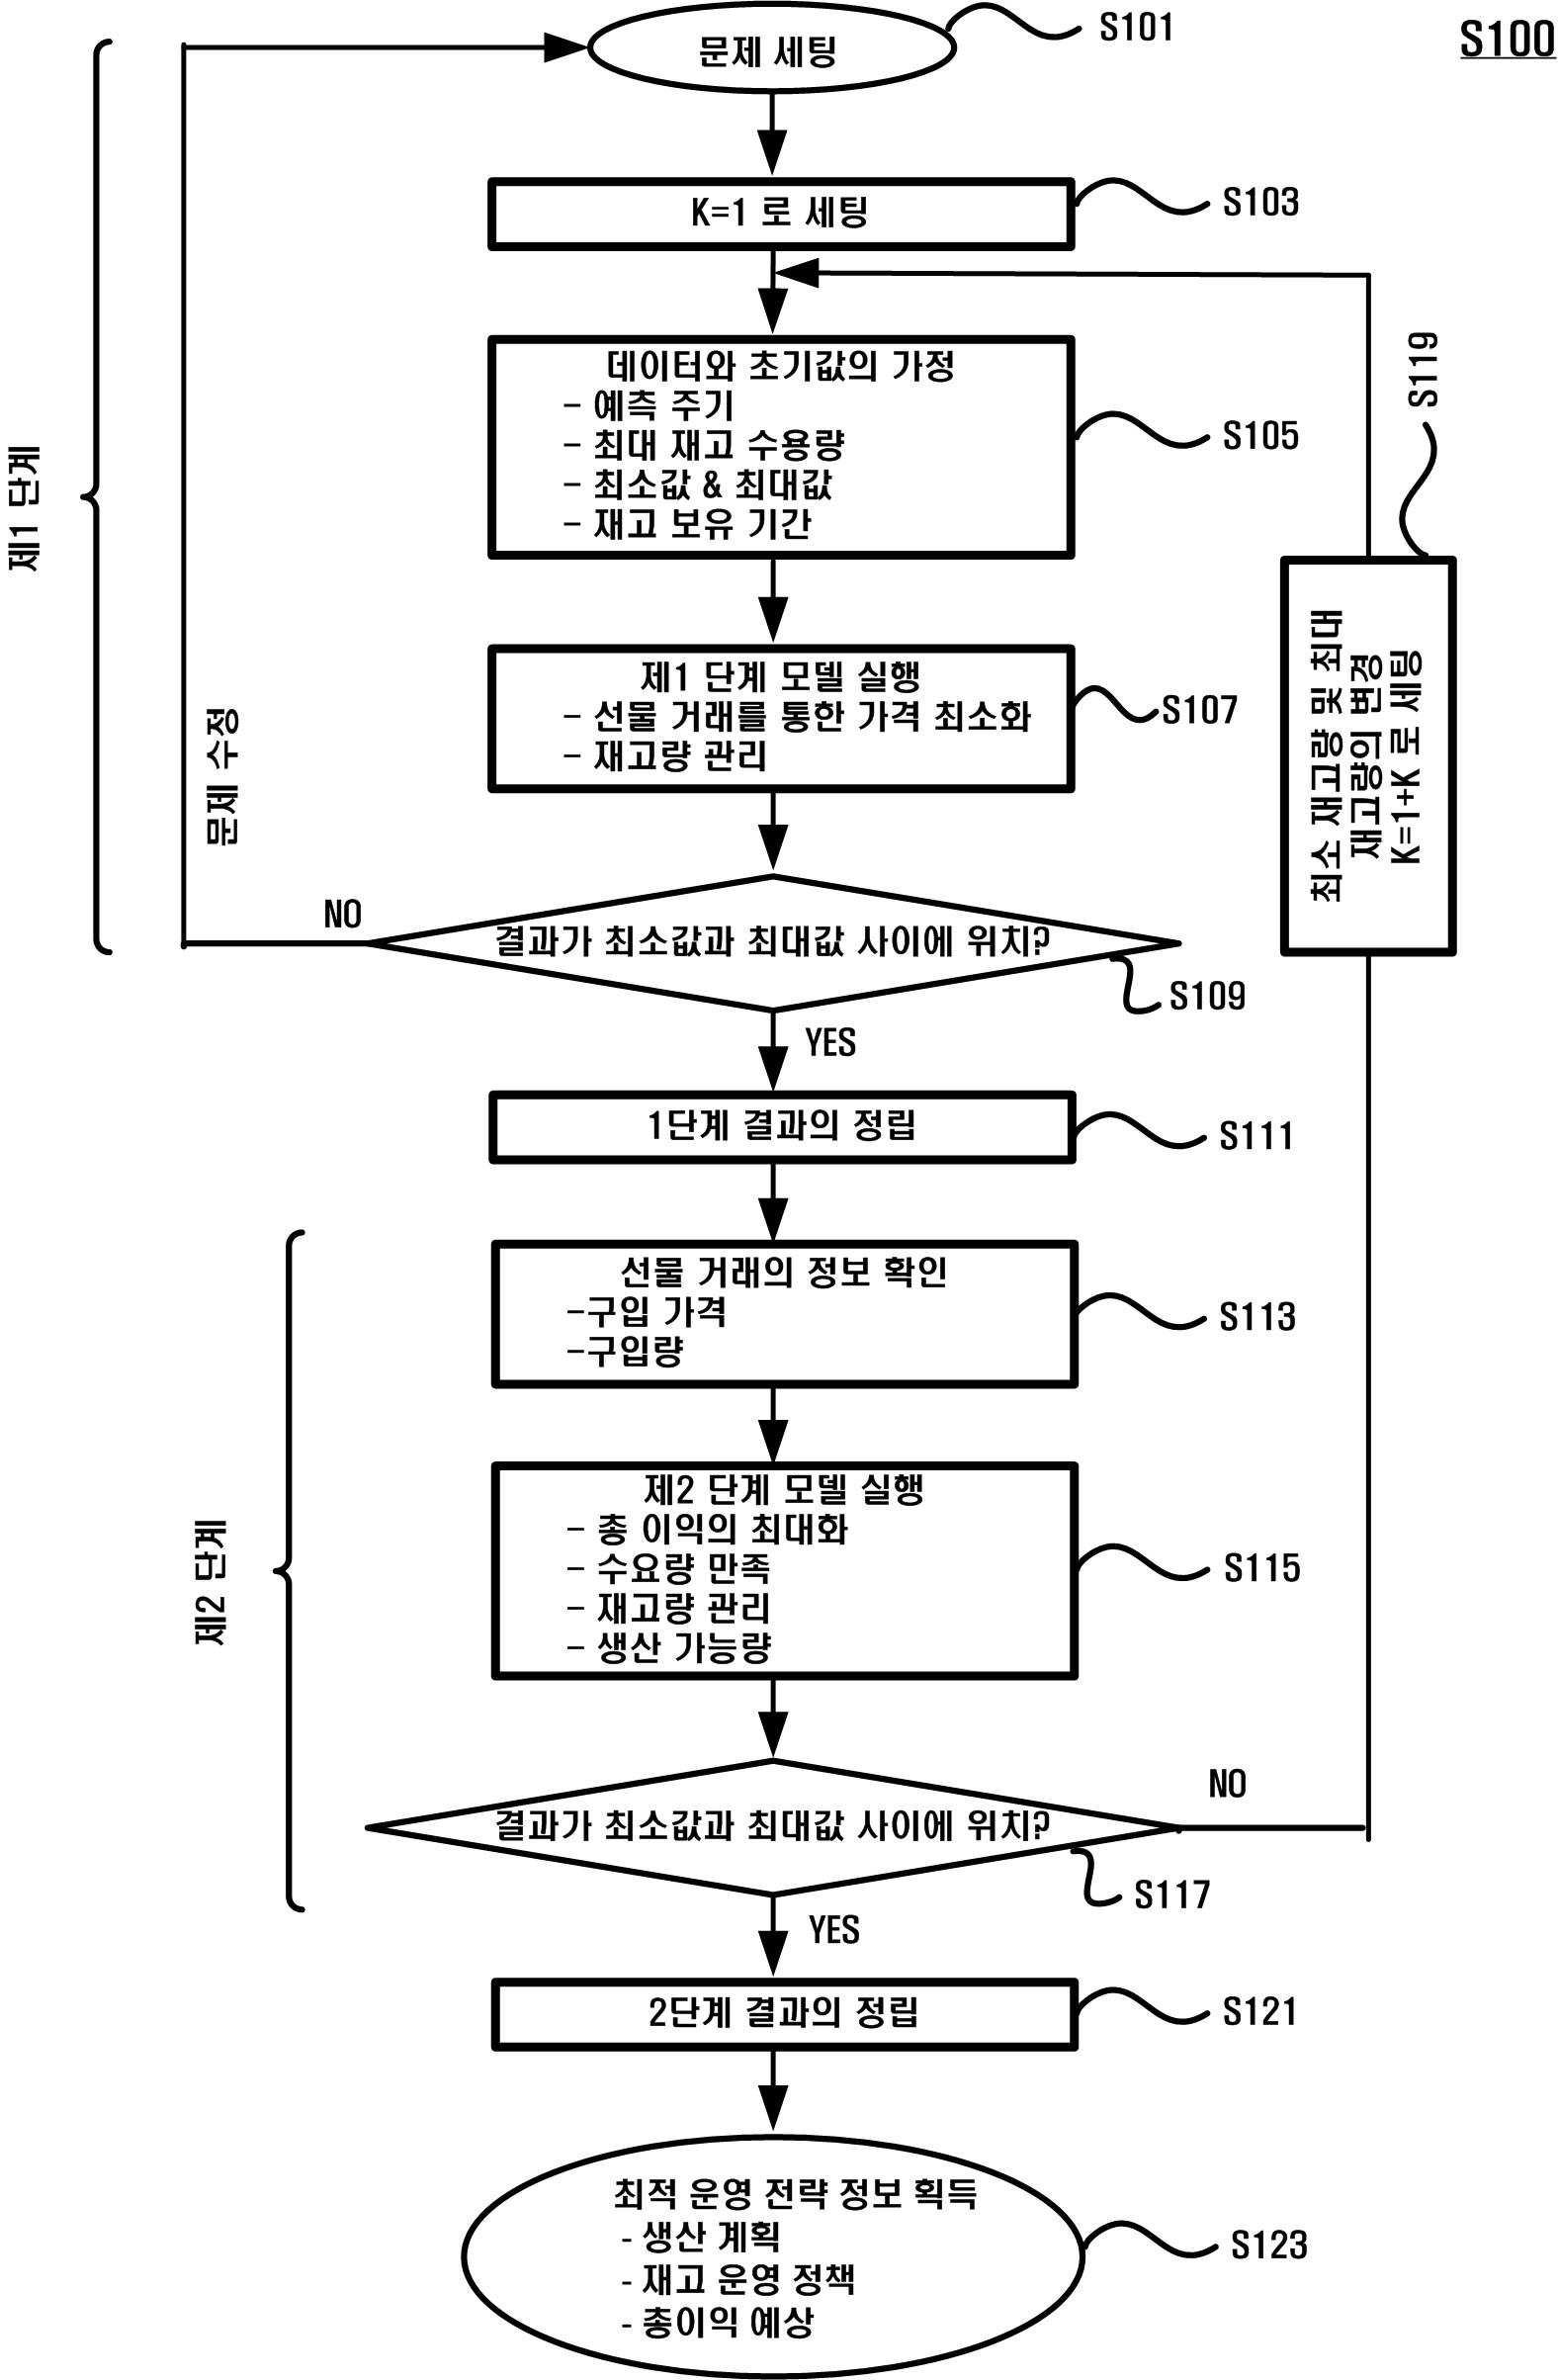 S100
문제 세팅
S101
K=1 로 세팅
S103
데이터와 초기값의 가정
- 예측 주기
- 최대 재고 수용량
- 최소값 & 최대값
- 재고 보유 기간
S105
제1 단계 모델 실행
- 선물 거래를 통한 가격 최소화
- 재고량 관리
S107
결과가 최소값과 최대값 사이에 위치?
S109
NO
문제 수정
YES
제1 단계
1단계 결과의 정립
S111
선물 거래의 정보 확인
-구입 가격
-구입량
S113
제2 단계 모델 실행
- 총 이익의 최대화
- 수요량 만족
- 재고량 관리
- 생산 가능량
S115
결과가 최소값과 최대값 사이에 위치?
S117
NO
최소 재고량 및 최대
재고량의 변경
K=1+K 로 세팅
S119
YES
제2 단계
2단계 결과의 정립
S121
최적 운영 전략 정보 획득
- 생산 계획
- 재고 운영 정책
- 총이익 예상
S123